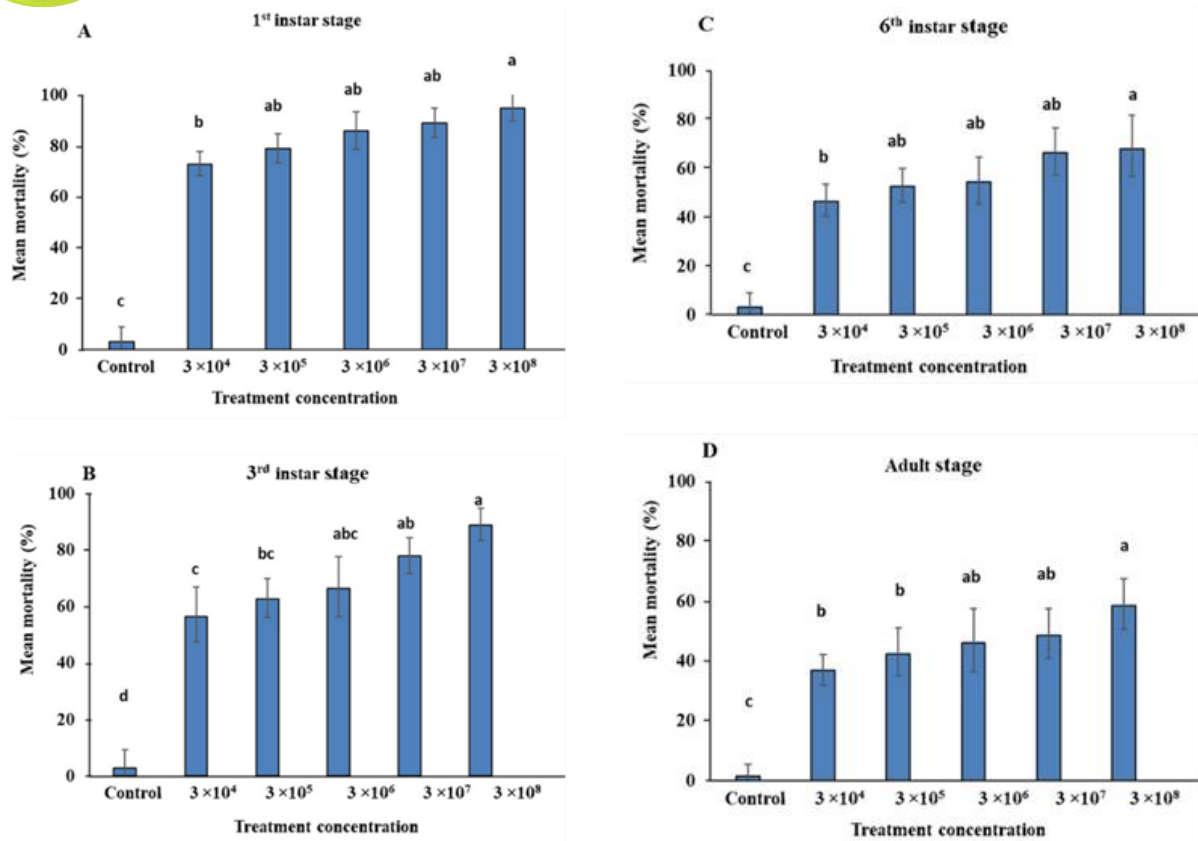 A
1st instar stage
Mean mortality (%)
100
80
60
40
20
0
c
b
ab
ab
ab
a
Control 3 ×10⁴ 3 ×10⁵ 3 ×10⁶ 3 ×10⁷ 3 ×10⁸
Treatment concentration
C
6th instar stage
Mean mortality (%)
100
80
60
40
20
0
c
b
ab
ab
ab
a
Control 3 ×10⁴ 3 ×10⁵ 3 ×10⁶ 3 ×10⁷ 3 ×10⁸
Treatment concentration
B
3rd instar stage
Mean mortality (%)
100
80
60
40
20
0
d
c
bc
abc
ab
a
Control 3 ×10⁴ 3 ×10⁵ 3 ×10⁶ 3 ×10⁷ 3 ×10⁸
Treatment concentration
D
Adult stage
Mean mortality (%)
100
80
60
40
20
0
c
b
b
ab
ab
a
Control 3 ×10⁴ 3 ×10⁵ 3 ×10⁶ 3 ×10⁷ 3 ×10⁸
Treatment concentration